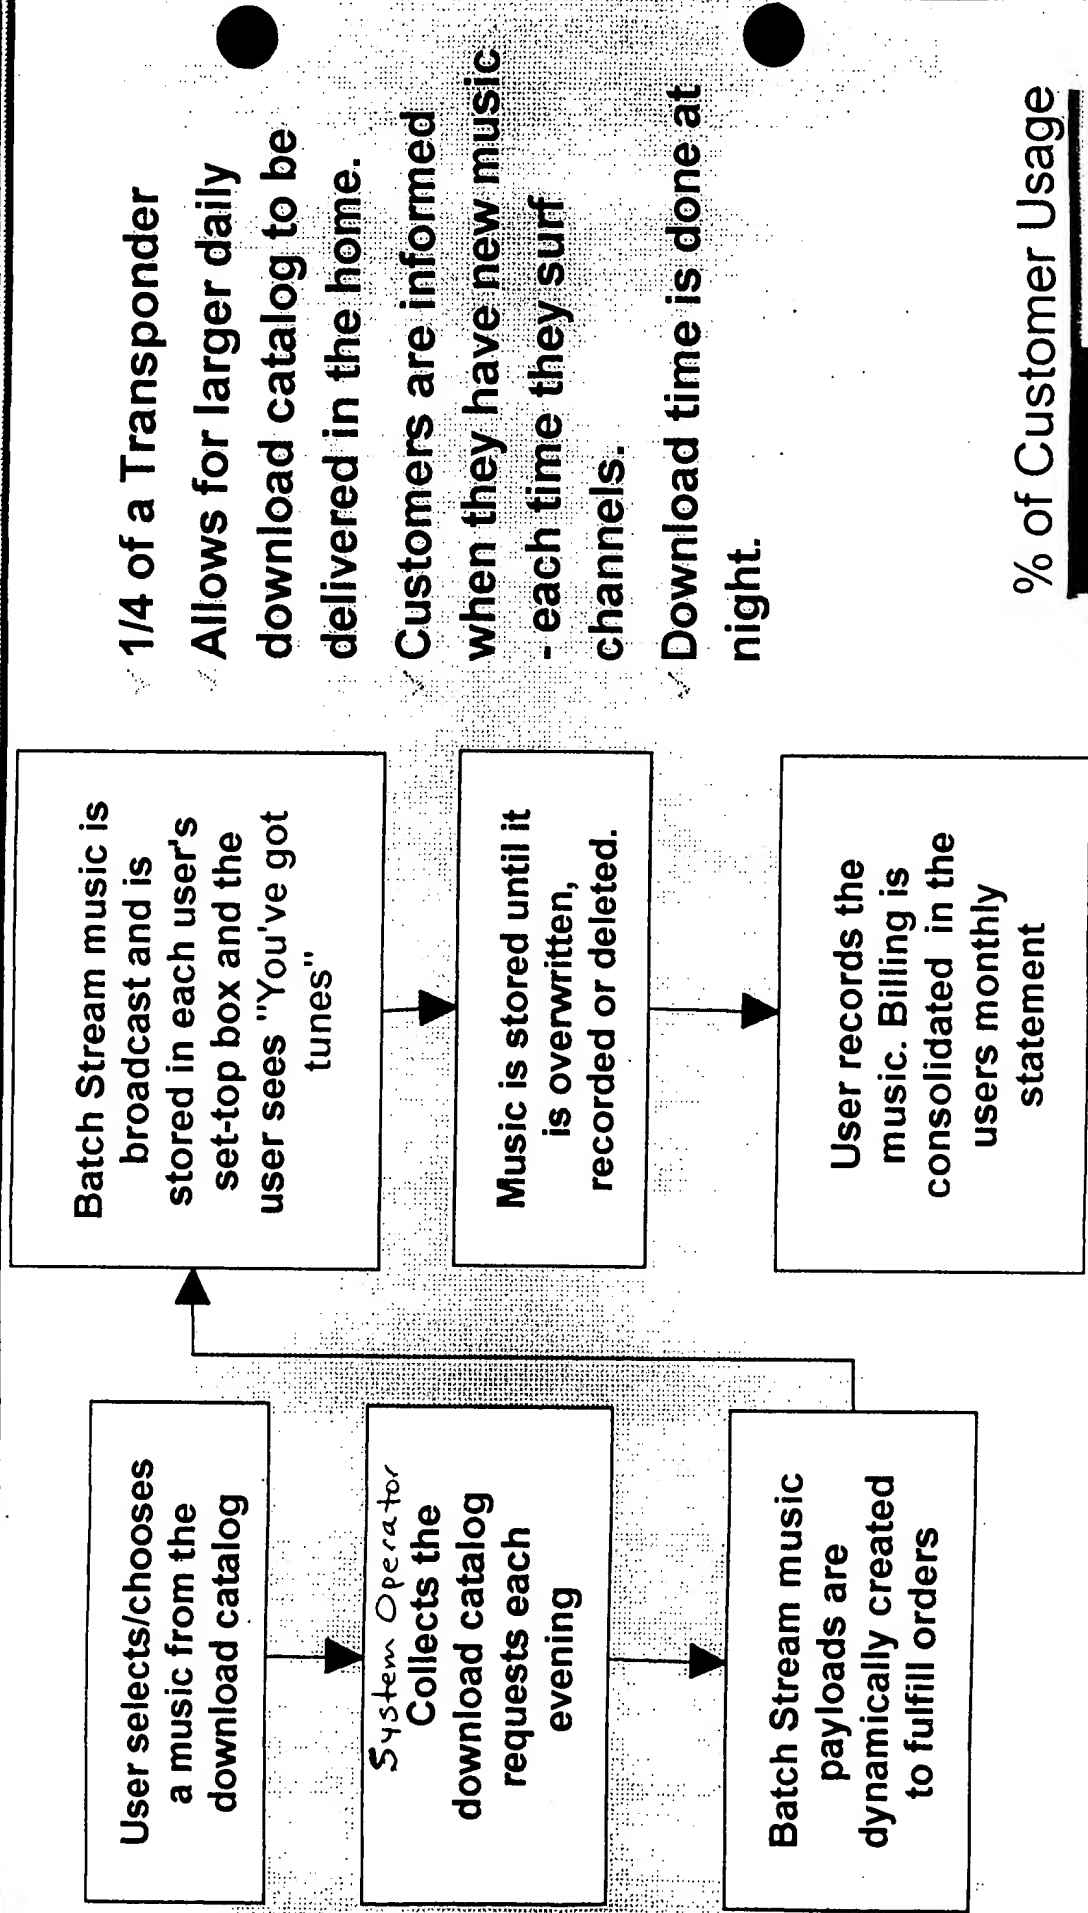 User selects/chooses
a music from the
download catalog
System Operator
Collects the
download catalog
requests each
evening
Batch Stream music
payloads are
dynamically created
to fulfill orders
Batch Stream music is
broadcast and is
stored in each user's
set-top box and the
user sees "You've got
tunes"
Music is stored until it
is overwritten,
recorded or deleted.
User records the
music. Billing is
consolidated in the
users monthly
statement
1/4 of a Transponder
Allows for larger daily
download catalog to be
delivered in the home.
Customers are informed
when they have new music
- each time they surf
channels.
Download time is done at
night.
% of Customer Usage